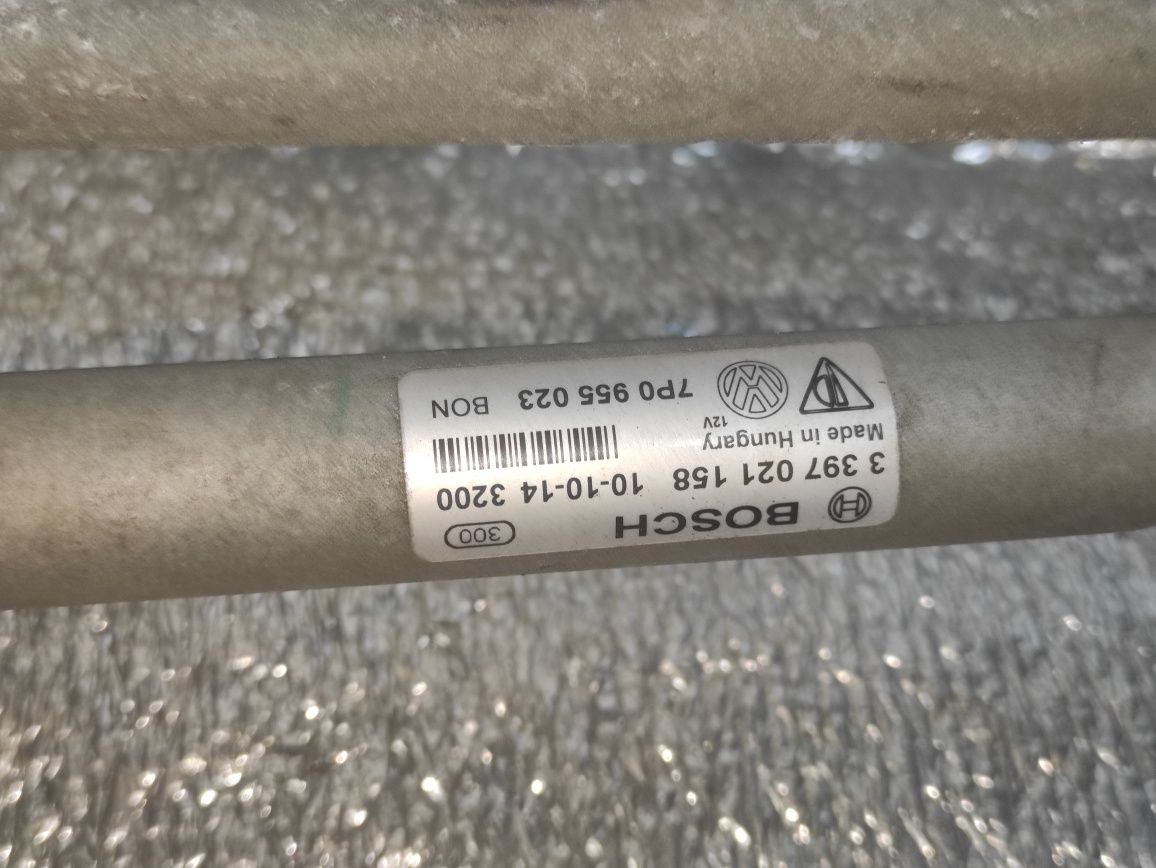 BOSCH 300
3 397 021 158 10-10-14 3200
Made in Hungary
12V
7P0 955 023 BON